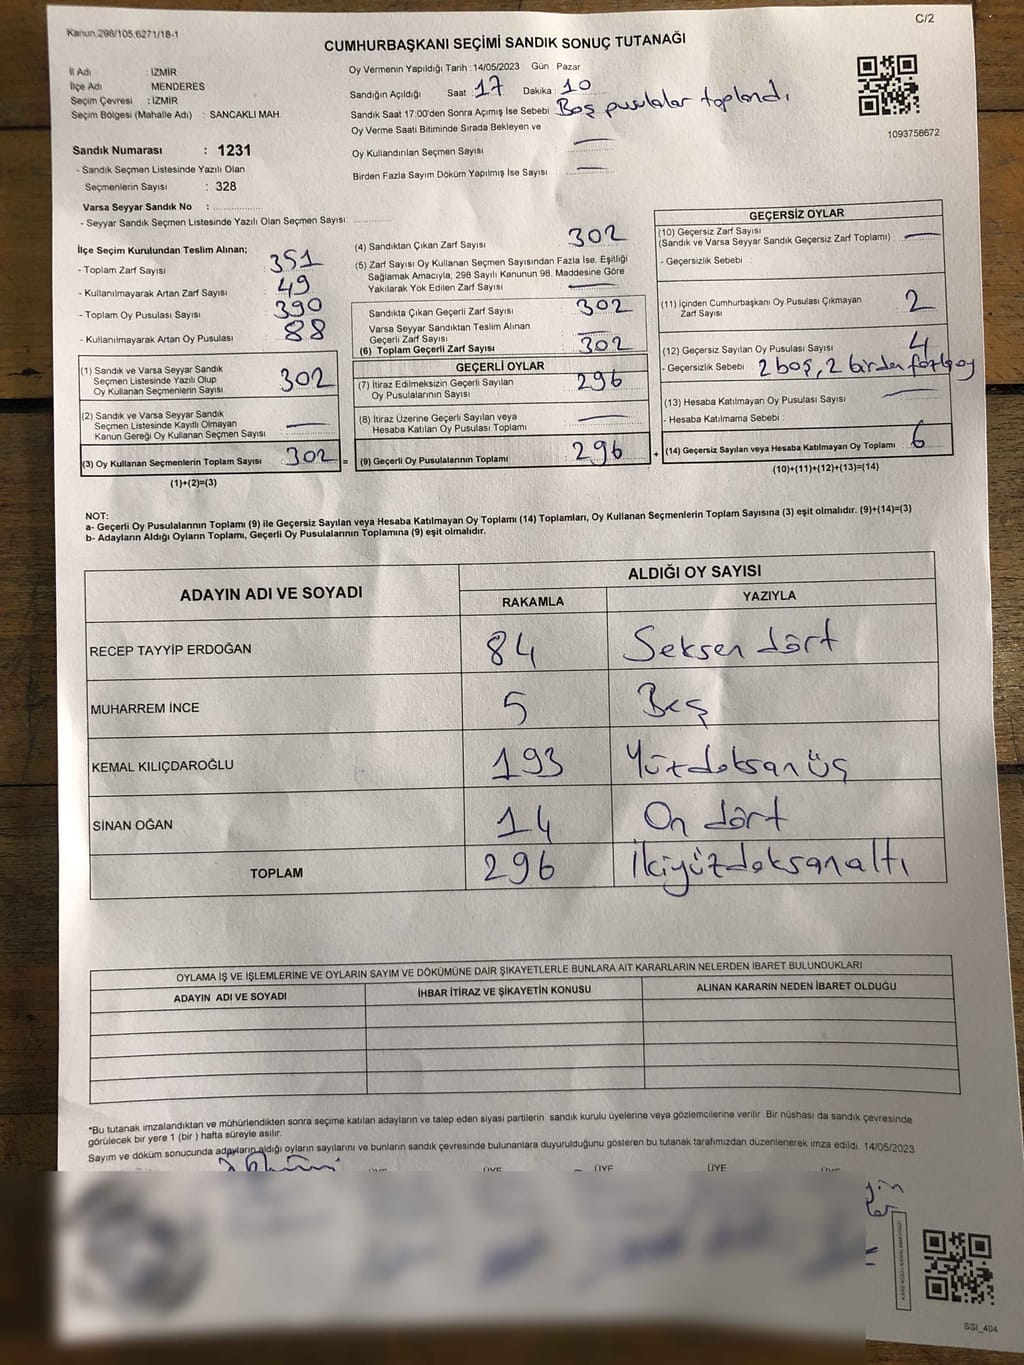 Kanun.298/105,6271/18-1
C/2
CUMHURBAŞKANI SEÇİMİ SANDIK SONUÇ TUTANAĞI
İl Adı : İZMİR
İlçe Adı : MENDERES
Seçim Çevresi : İZMİR
Seçim Bölgesi (Mahalle Adı) : SANCAKLI MAH.
Sandık Numarası : 1231
- Sandık Seçmen Listesinde Yazılı Olan
Seçmenlerin Sayısı : 328
Varsa Seyyar Sandık No : ....................
- Seyyar Sandık Seçmen Listesinde Yazılı Olan Seçmen Sayısı: ..............
Oy Vermenin Yapıldığı Tarih : 14/05/2023 Gün : Pazar
Sandığın Açıldığı Saat : 17 Dakika : 10
Sandık Saat 17:00'den Sonra Açımış İse Sebebi : Boş pusulalar toplandı.
Oy Verme Saati Bitiminde Sırada Bekleyen ve
Oy Kullandırılan Seçmen Sayısı —
Birden Fazla Sayım Döküm Yapılmış İse Sayısı —
1093758672
İlçe Seçim Kurulundan Teslim Alınan;
- Toplam Zarf Sayısı : 351
- Kullanılmayarak Artan Zarf Sayısı : 49
- Toplam Oy Pusulası Sayısı : 390
- Kullanılmayarak Artan Oy Pusulası : 88
(1) Sandık ve Varsa Seyyar Sandık
Seçmen Listesinde Yazılı Olup
Oy Kullanan Seçmenlerin Sayısı : 302
(2) Sandık ve Varsa Seyyar Sandık
Seçmen Listesinde Kayıtlı Olmayan
Kanun Gereği Oy Kullanan Seçmen Sayısı : —
(3) Oy Kullanan Seçmenlerin Toplam Sayısı : 302 =
(1)+(2)=(3)
(4) Sandıktan Çıkan Zarf Sayısı : 302
(5) Zarf Sayısı Oy Kullanan Seçmen Sayısından Fazla İse, Eşitliği
Sağlamak Amacıyla; 298 Sayılı Kanunun 98. Maddesine Göre
Yakılarak Yok Edilen Zarf Sayısı : —
Sandıkta Çıkan Geçerli Zarf Sayısı : 302
Varsa Seyyar Sandıktan Teslim Alınan
Geçerli Zarf Sayısı : —
(6) Toplam Geçerli Zarf Sayısı : 302
GEÇERLİ OYLAR
(7) İtiraz Edilmeksizin Geçerli Sayılan
Oy Pusulalarının Sayısı : 296
(8) İtiraz Üzerine Geçerli Sayılan veya
Hesaba Katılan Oy Pusulası Toplamı : —
(9) Geçerli Oy Pusulalarının Toplamı : 296 +
GEÇERSİZ OYLAR
(10) Geçersiz Zarf Sayısı
(Sandık ve Varsa Seyyar Sandık Geçersiz Zarf Toplamı) : —
- Geçersizlik Sebebi :
(11) İçinden Cumhurbaşkanı Oy Pusulası Çıkmayan
Zarf Sayısı : 2
(12) Geçersiz Sayılan Oy Pusulası Sayısı : 4
- Geçersizlik Sebebi : 2 boş, 2 birden fazla oy
(13) Hesaba Katılmayan Oy Pusulası Sayısı : —
- Hesaba Katılmama Sebebi :
(14) Geçersiz Sayılan veya Hesaba Katılmayan Oy Toplamı : 6
(10)+(11)+(12)+(13)=(14)
NOT:
a- Geçerli Oy Pusulalarının Toplamı (9) ile Geçersiz Sayılan veya Hesaba Katılmayan Oy Toplamı (14) Toplamları, Oy Kullanan Seçmenlerin Toplam Sayısına (3) eşit olmalıdır. (9)+(14)=(3)
b- Adayların Aldığı Oyların Toplamı, Geçerli Oy Pusulalarının Toplamına (9) eşit olmalıdır.
ADAYIN ADI VE SOYADI
ALDIĞI OY SAYISI
RAKAMLA YAZIYLA
RECEP TAYYİP ERDOĞAN 84 Seksen dört
MUHARREM İNCE 5 Beş
KEMAL KILIÇDAROĞLU 193 Yüzdoksanüç
SİNAN OĞAN 14 On dört
TOPLAM 296 İkiyüzdoksanaltı
OYLAMA İŞ VE İŞLEMLERİNE VE OYLARIN SAYIM VE DÖKÜMÜNE DAİR ŞİKAYETLERLE BUNLARA AİT KARARLARIN NELERDEN İBARET BULUNDUKLARI
ADAYIN ADI VE SOYADI İHBAR İTİRAZ VE ŞİKAYETİN KONUSU ALINAN KARARIN NEDEN İBARET OLDUĞU
*Bu tutanak imzalandıktan ve mühürlendikten sonra seçime katılan adayların ve talep eden siyasi partilerin sandık kurulu üyelerine veya gözlemcilerine verilir. Bir nüshası da sandık çevresinde
görülecek bir yere 1 (bir) hafta süreyle asılır.
Sayım ve döküm sonucunda adayların aldığı oyların sayılarını ve bunların sandık çevresinde bulunanlara duyurulduğunu gösteren bu tutanak tarafımızdan düzenlenerek imza edildi. 14/05/2023
ÜYE ÜYE ÜYE ÜYE
SSİ_404